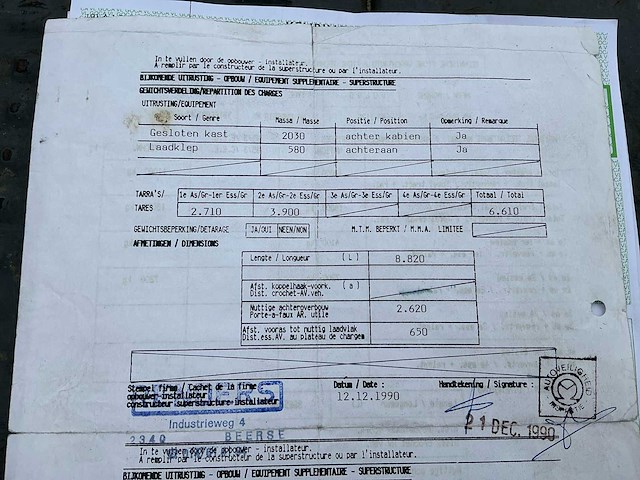 In te vullen door de opbouwer - installateur.
A remplir par le constructeur de la superstructure ou par l'installateur.
BIJKOMENDE UITRUSTING - OPBOUW / EQUIPEMENT SUPPLEMENTAIRE - SUPERSTRUCTURE
GEWICHTSVERDELING/REPARTITION DES CHARGES
UITRUSTING/EQUIPEMENT
Soort / Genre Massa / Masse Positie / Position Opmerking / Remarque
Gesloten kast 2030 achter kabien Ja
Laadklep 580 achteraan Ja
TARRA'S/ 1e As/Gr-1er Ess/Gr 2e As/Gr-2e Ess/Gr 3e As/Gr-3e Ess/Gr 4e As/Gr-4e Ess/Gr Totaal / Total
TARES 2.710 3.900 6.610
GEWICHTSBEPERKING/DETARAGE JA/OUI NEEN/NON M.T.M. BEPERKT / M.M.A. LIMITEE
AFMETINGEN / DIMENSIONS
Lengte / Longueur ( L ) 8.820
Afst. koppelhaak-voork. ( a )
Dist. crochet-AV.veh.
Nuttige achteroverbouw 2.620
Porte-a-faux AR. utile
Afst. vooras tot nuttig laadvlak 650
Dist.ess.AV. au plateau de chargem
Stempel firma / Cachet de la firme Datum / Date : Handtekening / Signature :
opbouwer-installateur 12.12.1990
constructeur superstructure-installateur
Industrieweg 4
2340 BEERSE
21 DEC. 1990
AUTOVEILIGHEID
In te vullen door de opbouwer - installateur.
A remplir par le constructeur de la superstructure ou par l'installateur.
BIJKOMENDE UITRUSTING - OPBOUW / EQUIPEMENT SUPPLEMENTAIRE - SUPERSTRUCTURE